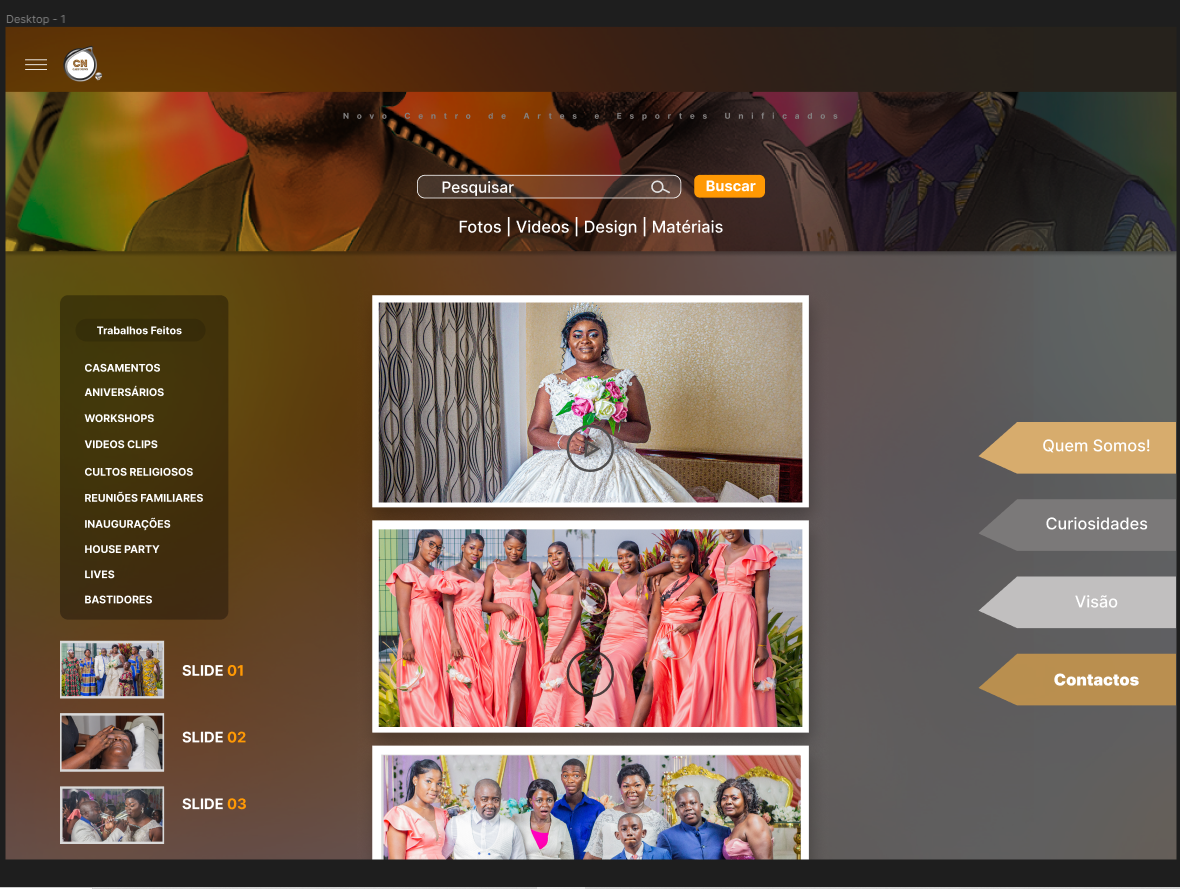 Desktop - 1
CN
Novo Centro de Artes e Esportes Unificados
Pesquisar
Buscar
Fotos | Videos | Design | Matériais
Trabalhos Feitos
CASAMENTOS
ANIVERSÁRIOS
WORKSHOPS
VIDEOS CLIPS
CULTOS RELIGIOSOS
REUNIÕES FAMILIARES
INAUGURAÇÕES
HOUSE PARTY
LIVES
BASTIDORES
SLIDE 01
SLIDE 02
SLIDE 03
Quem Somos!
Curiosidades
Visão
Contactos